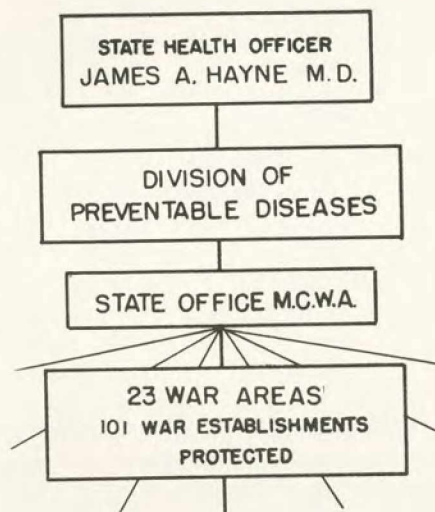 STATE HEALTH OFFICER
JAMES A. HAYNE M.D.
DIVISION OF
PREVENTABLE DISEASES
STATE OFFICE M.C.W.A.
23 WAR AREAS
101 WAR ESTABLISHMENTS
PROTECTED